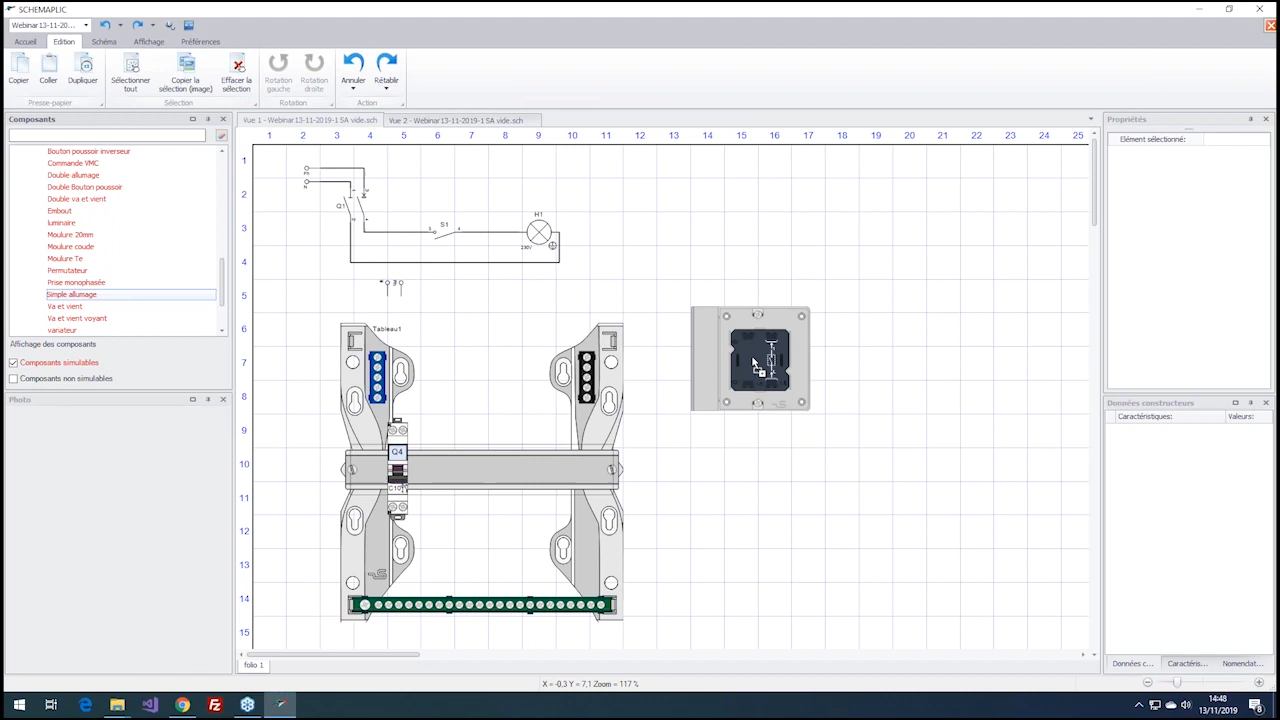 SCHEMAPLIC
Webinar13-11-20...
Accueil Edition Schéma Affichage Préférences
Copier Coller Dupliquer Sélectionner tout Copier la sélection (image) Effacer la sélection Rotation gauche Rotation droite Annuler Rétablir
Presse-papier Sélection Rotation Action
Composants
Vue 1 - Webinar13-11-2019-1 SA vide.sch Vue 2 - Webinar13-11-2019-1 SA vide.sch
Propriétés
1 2 3 4 5 6 7 8 9 10 11 12 13 14 15 16 17 18 19 20 21 22 23 24 25
Elément sélectionné:
Bouton poussoir inverseur
Commande VMC
Double allumage
Double Bouton poussoir
Double va et vient
Embout
luminaire
Moulure 20mm
Moulure coude
Moulure Te
Permutateur
Prise monophasée
Simple allumage
Va et vient
Va et vient voyant
variateur
Affichage des composants
Composants simulables
Composants non simulables
Photo
1
2
3
4
5
6
7
8
9
10
11
12
13
14
15
Q1
S1
H1
230V
Tableau1
Q4
C10
Données constructeurs
Caractéristiques: Valeurs:
folio 1
Données c... Caractéris... Nomenclat...
X = -0,3 Y = 7,1 Zoom = 117 %
14:48
13/11/2019
6